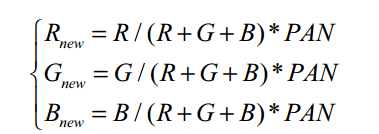 R_new = R / (R + G + B) * PAN
G_new = G / (R + G + B) * PAN
B_new = B / (R + G + B) * PAN